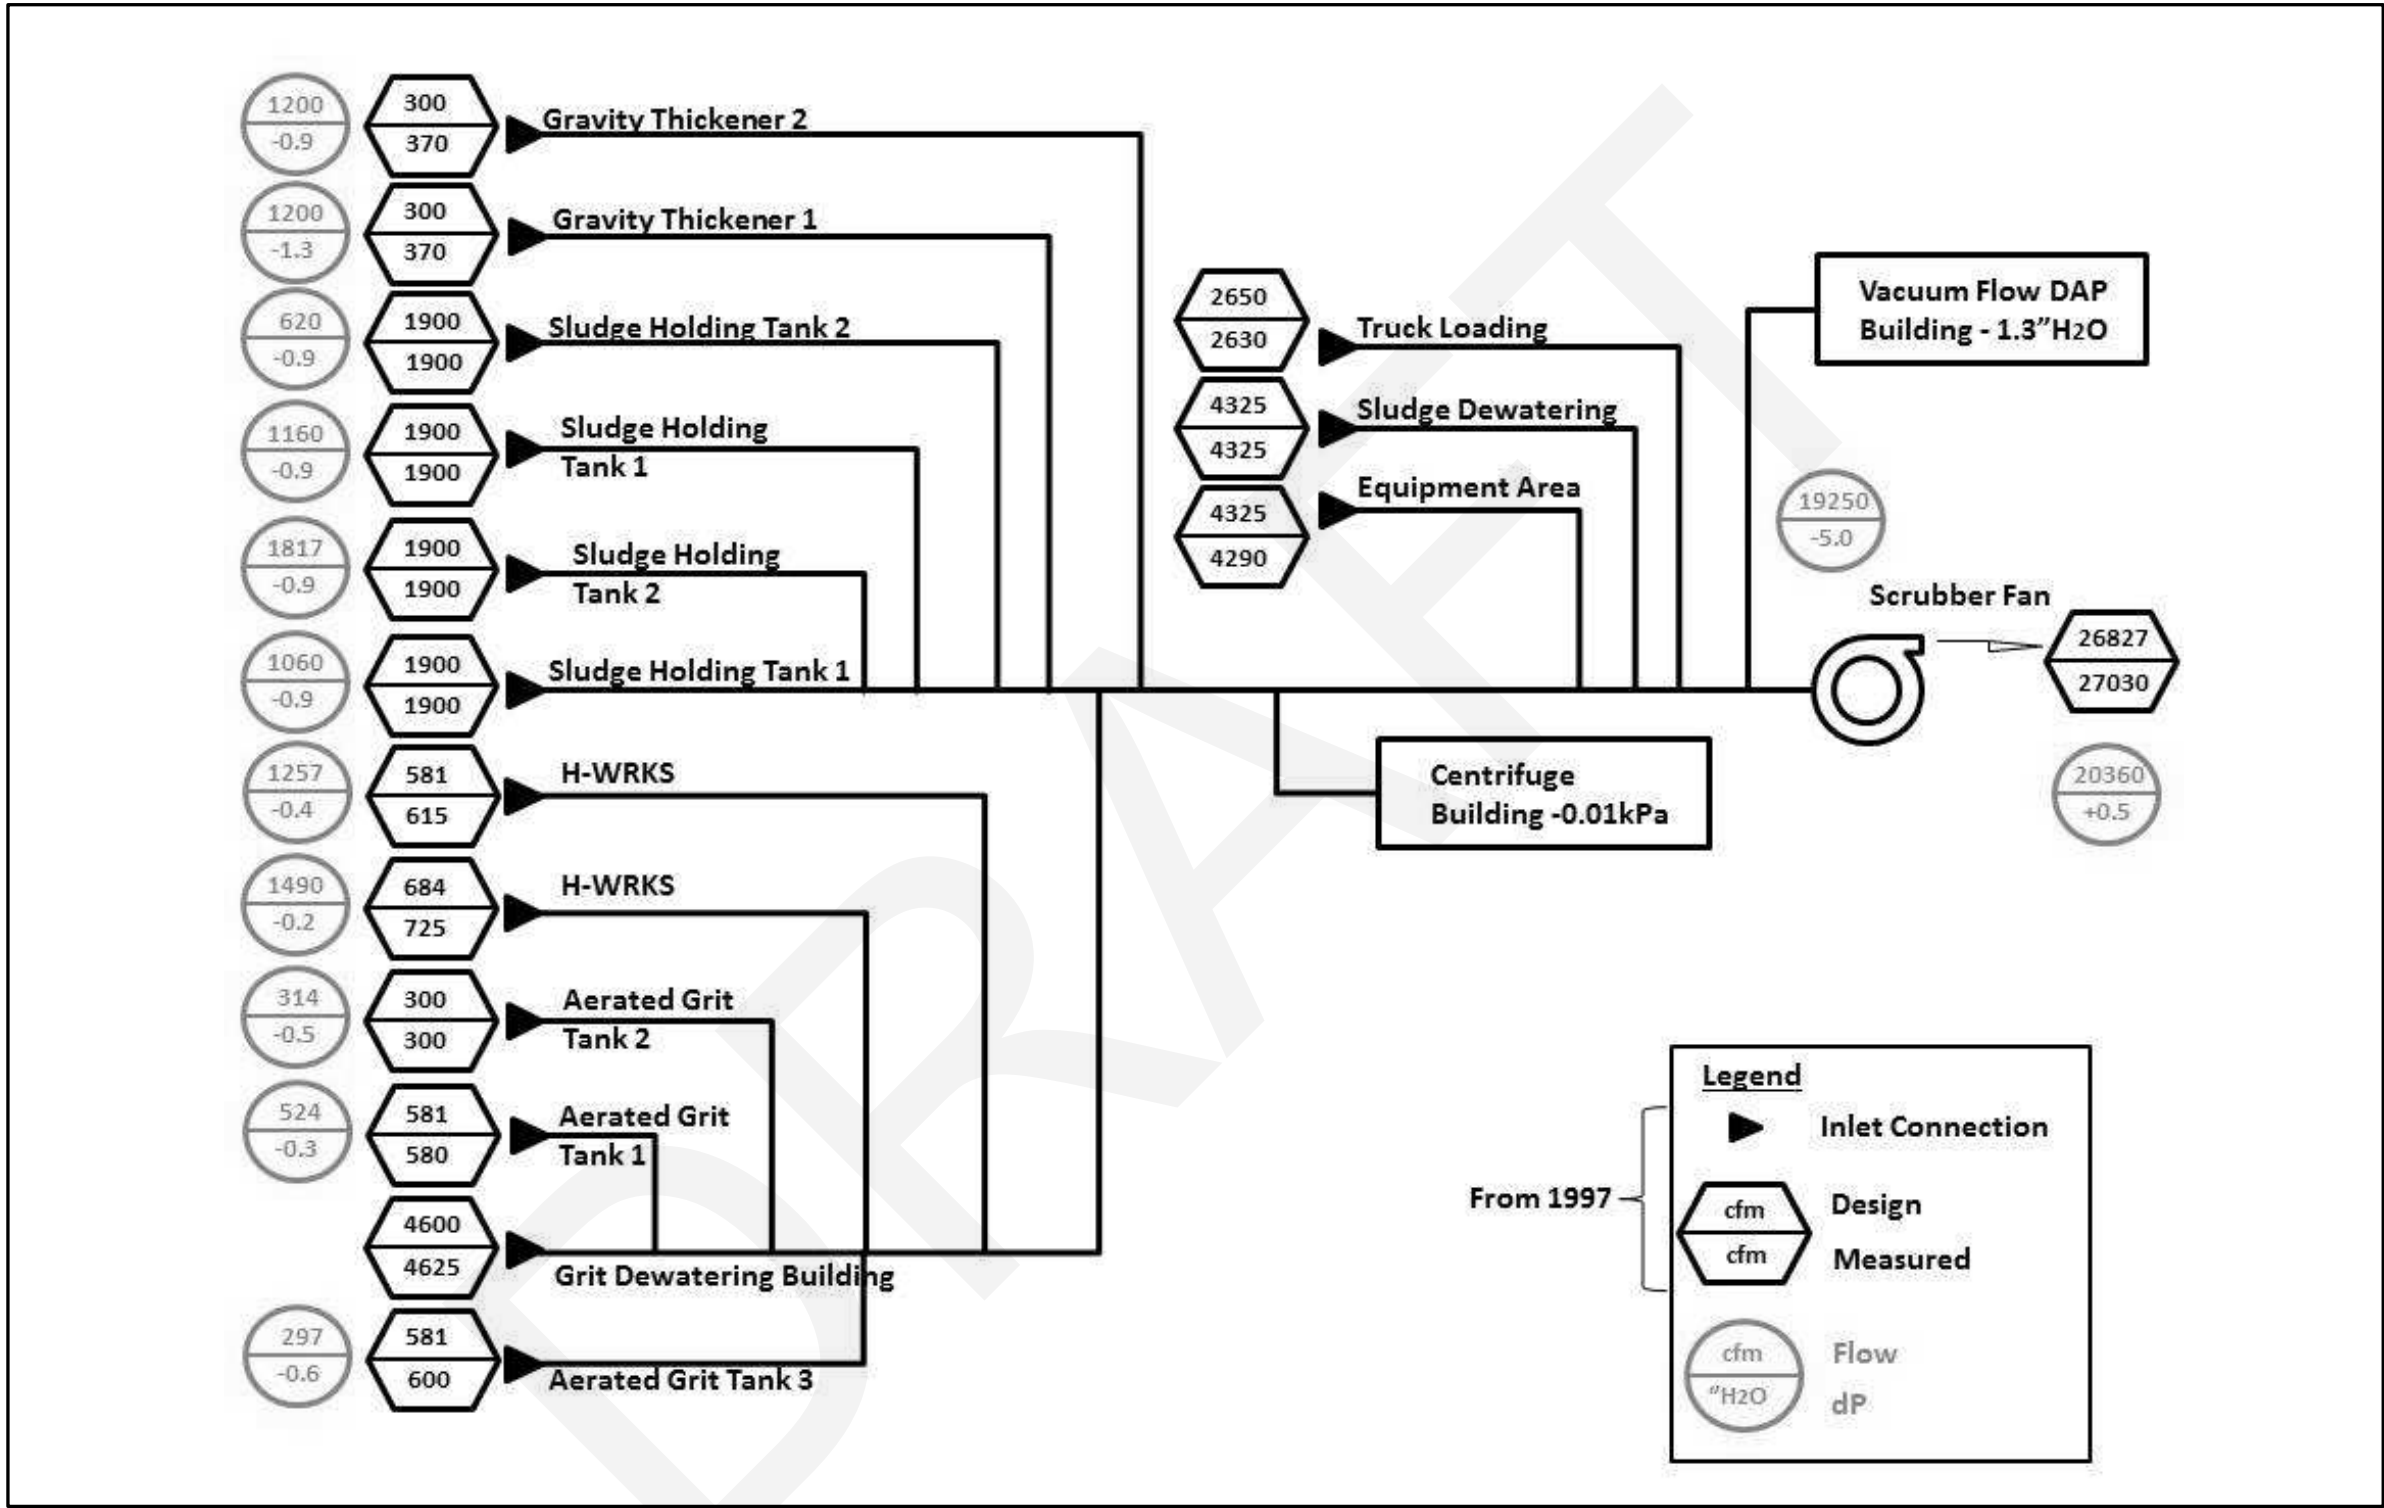 1200
-0.9
300
370
Gravity Thickener 2
1200
-1.3
300
370
Gravity Thickener 1
620
-0.9
1900
1900
Sludge Holding Tank 2
1160
-0.9
1900
1900
Sludge Holding
Tank 1
1817
-0.9
1900
1900
Sludge Holding
Tank 2
1060
-0.9
1900
1900
Sludge Holding Tank 1
1257
-0.4
581
615
H-WRKS
1490
-0.2
684
725
H-WRKS
314
-0.5
300
300
Aerated Grit
Tank 2
524
-0.3
581
580
Aerated Grit
Tank 1
4600
4625
Grit Dewatering Building
297
-0.6
581
600
Aerated Grit Tank 3
2650
2630
Truck Loading
4325
4325
Sludge Dewatering
4325
4290
Equipment Area
Vacuum Flow DAP
Building - 1.3”H2O
19250
-5.0
Scrubber Fan
26827
27030
20360
+0.5
Centrifuge
Building -0.01kPa
Legend
Inlet Connection
From 1997
cfm
Design
cfm
Measured
cfm
Flow
”H2O
dP
DRAFT